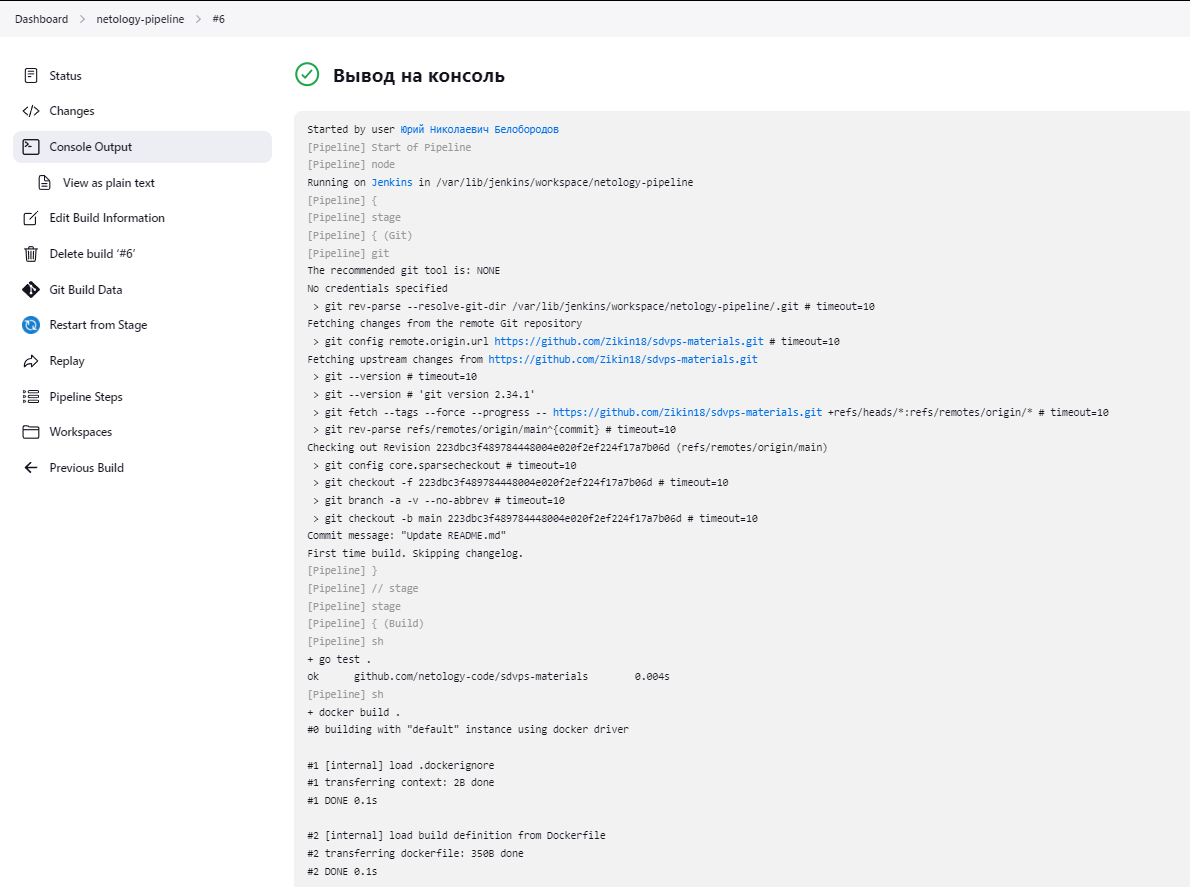 Dashboard > netology-pipeline > #6
Status
Changes
Console Output
View as plain text
Edit Build Information
Delete build ‘#6’
Git Build Data
Restart from Stage
Replay
Pipeline Steps
Workspaces
Previous Build
Вывод на консоль
Started by user Юрий Николаевич Белобородов
[Pipeline] Start of Pipeline
[Pipeline] node
Running on Jenkins in /var/lib/jenkins/workspace/netology-pipeline
[Pipeline] {
[Pipeline] stage
[Pipeline] { (Git)
[Pipeline] git
The recommended git tool is: NONE
No credentials specified
 > git rev-parse --resolve-git-dir /var/lib/jenkins/workspace/netology-pipeline/.git # timeout=10
Fetching changes from the remote Git repository
 > git config remote.origin.url https://github.com/Zikin18/sdvps-materials.git # timeout=10
Fetching upstream changes from https://github.com/Zikin18/sdvps-materials.git
 > git --version # timeout=10
 > git --version # 'git version 2.34.1'
 > git fetch --tags --force --progress -- https://github.com/Zikin18/sdvps-materials.git +refs/heads/*:refs/remotes/origin/* # timeout=10
 > git rev-parse refs/remotes/origin/main^{commit} # timeout=10
Checking out Revision 223dbc3f489784448004e020f2ef224f17a7b06d (refs/remotes/origin/main)
 > git config core.sparsecheckout # timeout=10
 > git checkout -f 223dbc3f489784448004e020f2ef224f17a7b06d # timeout=10
 > git branch -a -v --no-abbrev # timeout=10
 > git checkout -b main 223dbc3f489784448004e020f2ef224f17a7b06d # timeout=10
Commit message: "Update README.md"
First time build. Skipping changelog.
[Pipeline] }
[Pipeline] // stage
[Pipeline] stage
[Pipeline] { (Build)
[Pipeline] sh
+ go test .
ok github.com/netology-code/sdvps-materials 0.004s
[Pipeline] sh
+ docker build .
#0 building with "default" instance using docker driver
#1 [internal] load .dockerignore
#1 transferring context: 2B done
#1 DONE 0.1s
#2 [internal] load build definition from Dockerfile
#2 transferring dockerfile: 350B done
#2 DONE 0.1s